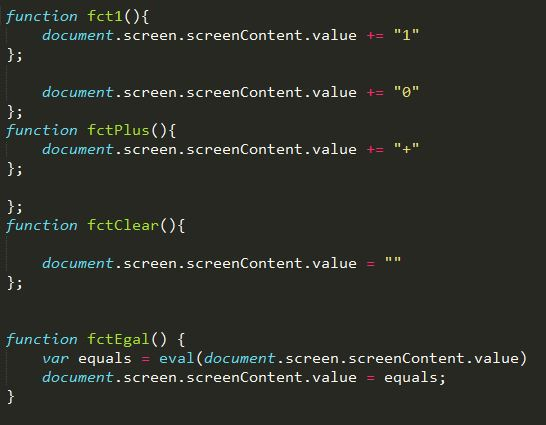 function fct1(){
    document.screen.screenContent.value += "1"
};
    document.screen.screenContent.value += "0"
};
function fctPlus(){
    document.screen.screenContent.value += "+"
};
};
function fctClear(){
    document.screen.screenContent.value = ""
};
function fctEgal() {
    var equals = eval(document.screen.screenContent.value)
    document.screen.screenContent.value = equals;
}